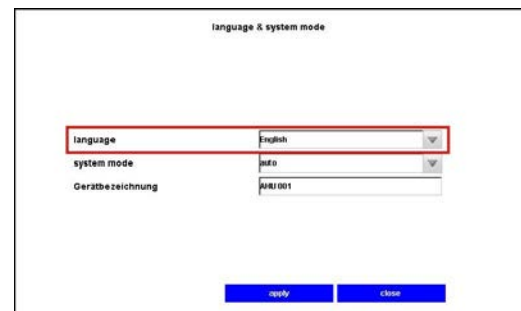 language & system mode
language English
system mode auto
Gerätbezeichnung AHU 001
apply close